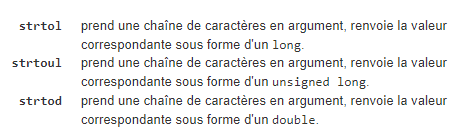 strtol prend une chaîne de caractères en argument, renvoie la valeur
correspondante sous forme d'un long.
strtoul prend une chaîne de caractères en argument, renvoie la valeur
correspondante sous forme d'un unsigned long.
strtod prend une chaîne de caractères en argument, renvoie la valeur
correspondante sous forme d'un double.